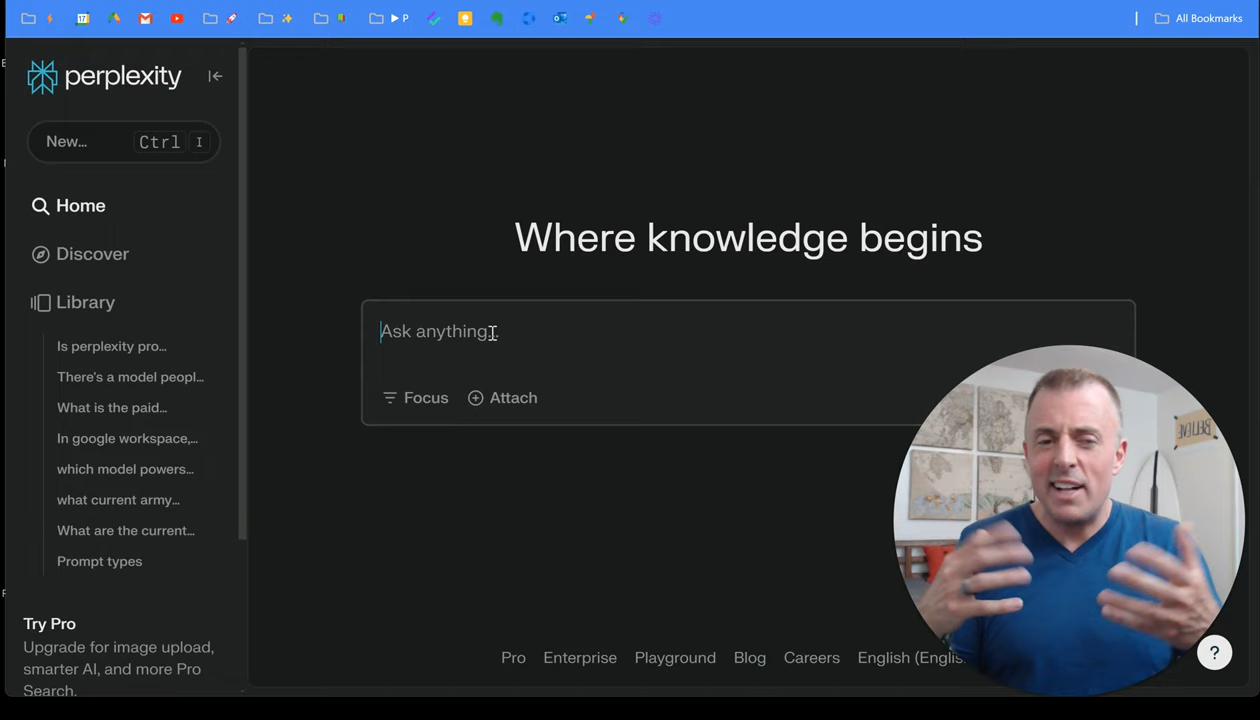 17
P
All Bookmarks
perplexity
New... Ctrl I
Home
Discover
Library
Is perplexity pro...
There's a model peopl...
What is the paid...
In google workspace,...
which model powers...
what current army...
What are the current...
Prompt types
Try Pro
Upgrade for image upload,
smarter AI, and more Pro
Search.
Where knowledge begins
Ask anything...
Focus Attach
BELIEVE
Pro Enterprise Playground Blog Careers English (Englis
?